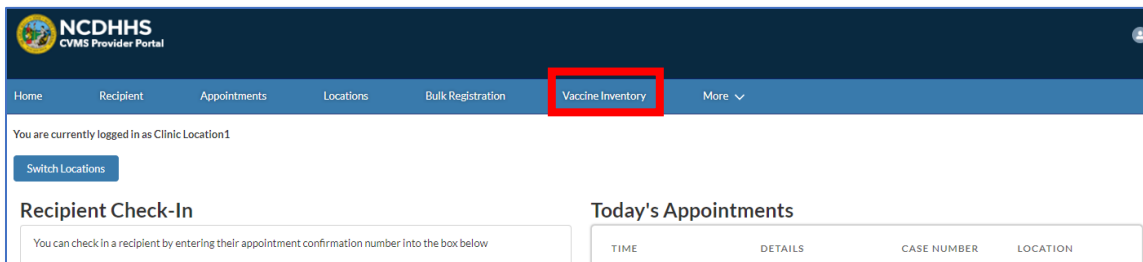 NCDHHS
CVMS Provider Portal
Home Recipient Appointments Locations Bulk Registration Vaccine Inventory More
You are currently logged in as Clinic Location1
Switch Locations
Recipient Check-In
You can check in a recipient by entering their appointment confirmation number into the box below
Today's Appointments
TIME DETAILS CASE NUMBER LOCATION